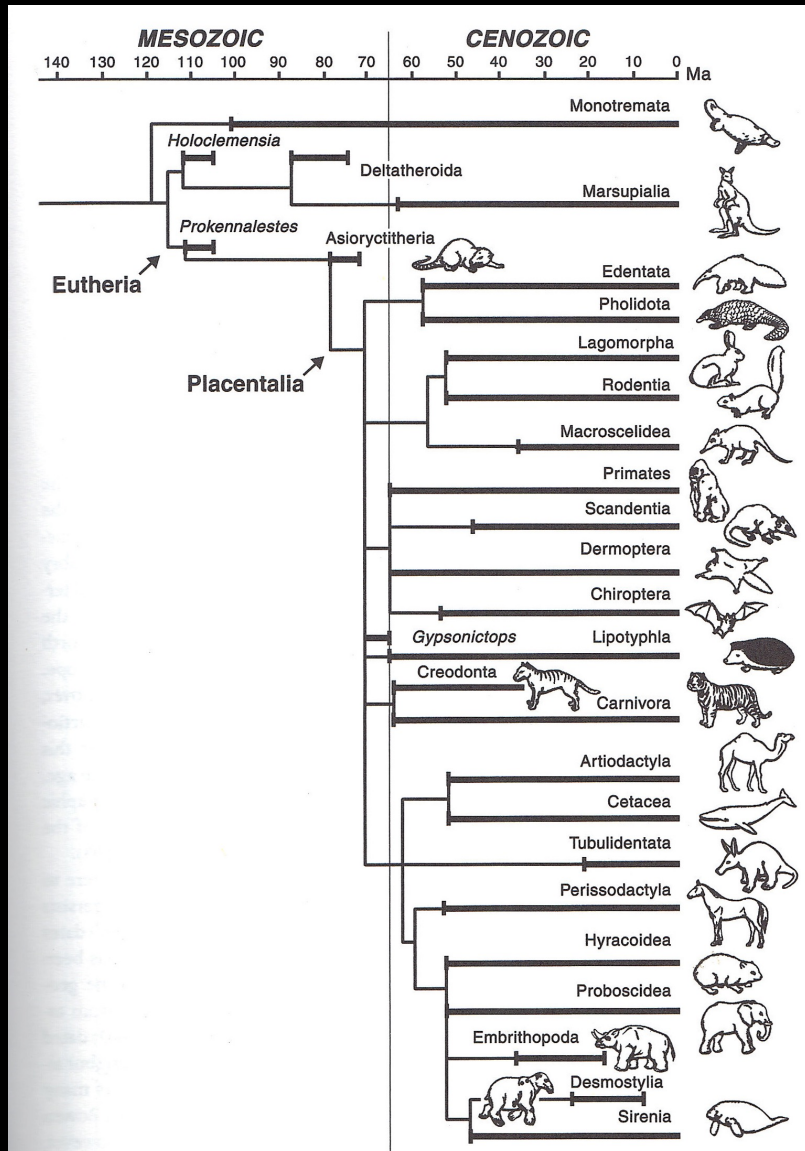 MESOZOIC CENOZOIC
140 130 120 110 100 90 80 70 60 50 40 30 20 10 0 Ma
Monotremata
Holoclemensia
Deltatheroida
Marsupialia
Prokennalestes
Asioryctitheria
Eutheria
Edentata
Pholidota
Lagomorpha
Placentalia
Rodentia
Macroscelidea
Primates
Scandentia
Dermoptera
Chiroptera
Gypsonictops Lipotyphla
Creodonta
Carnivora
Artiodactyla
Cetacea
Tubulidentata
Perissodactyla
Hyracoidea
Proboscidea
Embrithopoda
Desmostylia
Sirenia